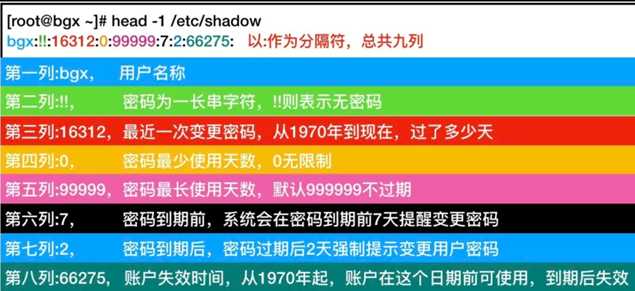 [root@bgx ~]# head -1 /etc/shadow
bgx:!!:16312:0:99999:7:2:66275: 以:作为分隔符，总共九列
第一列:bgx， 用户名称
第二列:!!， 密码为一长串字符，!!则表示无密码
第三列:16312，最近一次变更密码，从1970年到现在，过了多少天
第四列:0， 密码最少使用天数，0无限制
第五列:99999，密码最长使用天数，默认999999不过期
第六列:7， 密码到期前，系统会在密码到期前7天提醒变更密码
第七列:2， 密码到期后，密码过期后2天强制提示变更用户密码
第八列:66275，账户失效时间，从1970年起，账户在这个日期前可使用，到期后失效